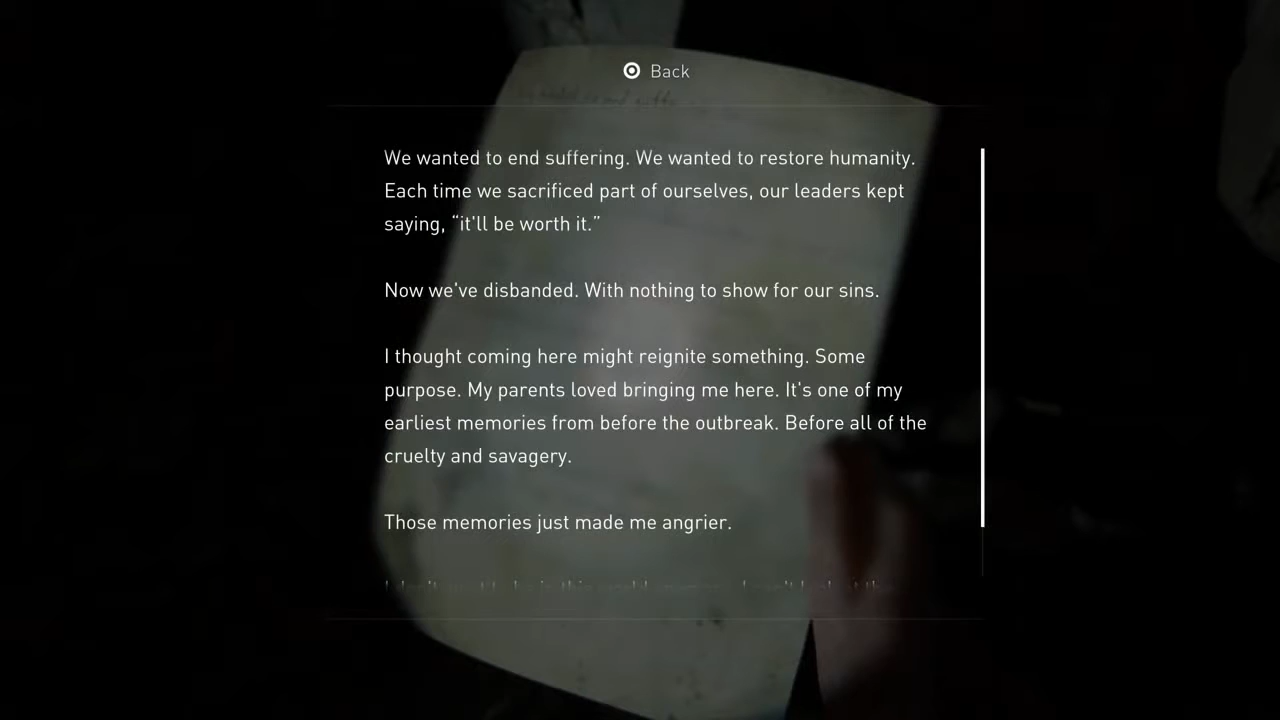 Back
We wanted to end suffering. We wanted to restore humanity.
Each time we sacrificed part of ourselves, our leaders kept
saying, “it'll be worth it.”
Now we've disbanded. With nothing to show for our sins.
I thought coming here might reignite something. Some
purpose. My parents loved bringing me here. It's one of my
earliest memories from before the outbreak. Before all of the
cruelty and savagery.
Those memories just made me angrier.